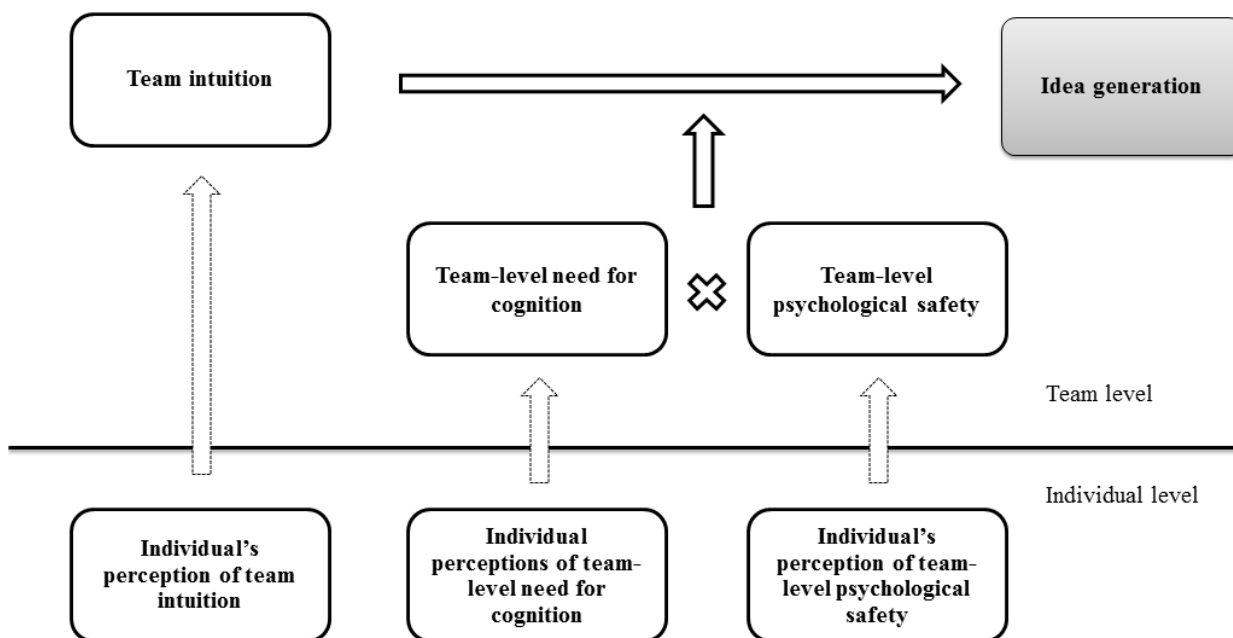 Team intuition
Idea generation
Team-level need for
cognition
Team-level
psychological safety
Team level
Individual level
Individual’s
perception of team
intuition
Individual
perceptions of team-
level need for
cognition
Individual’s
perception of team-
level psychological
safety